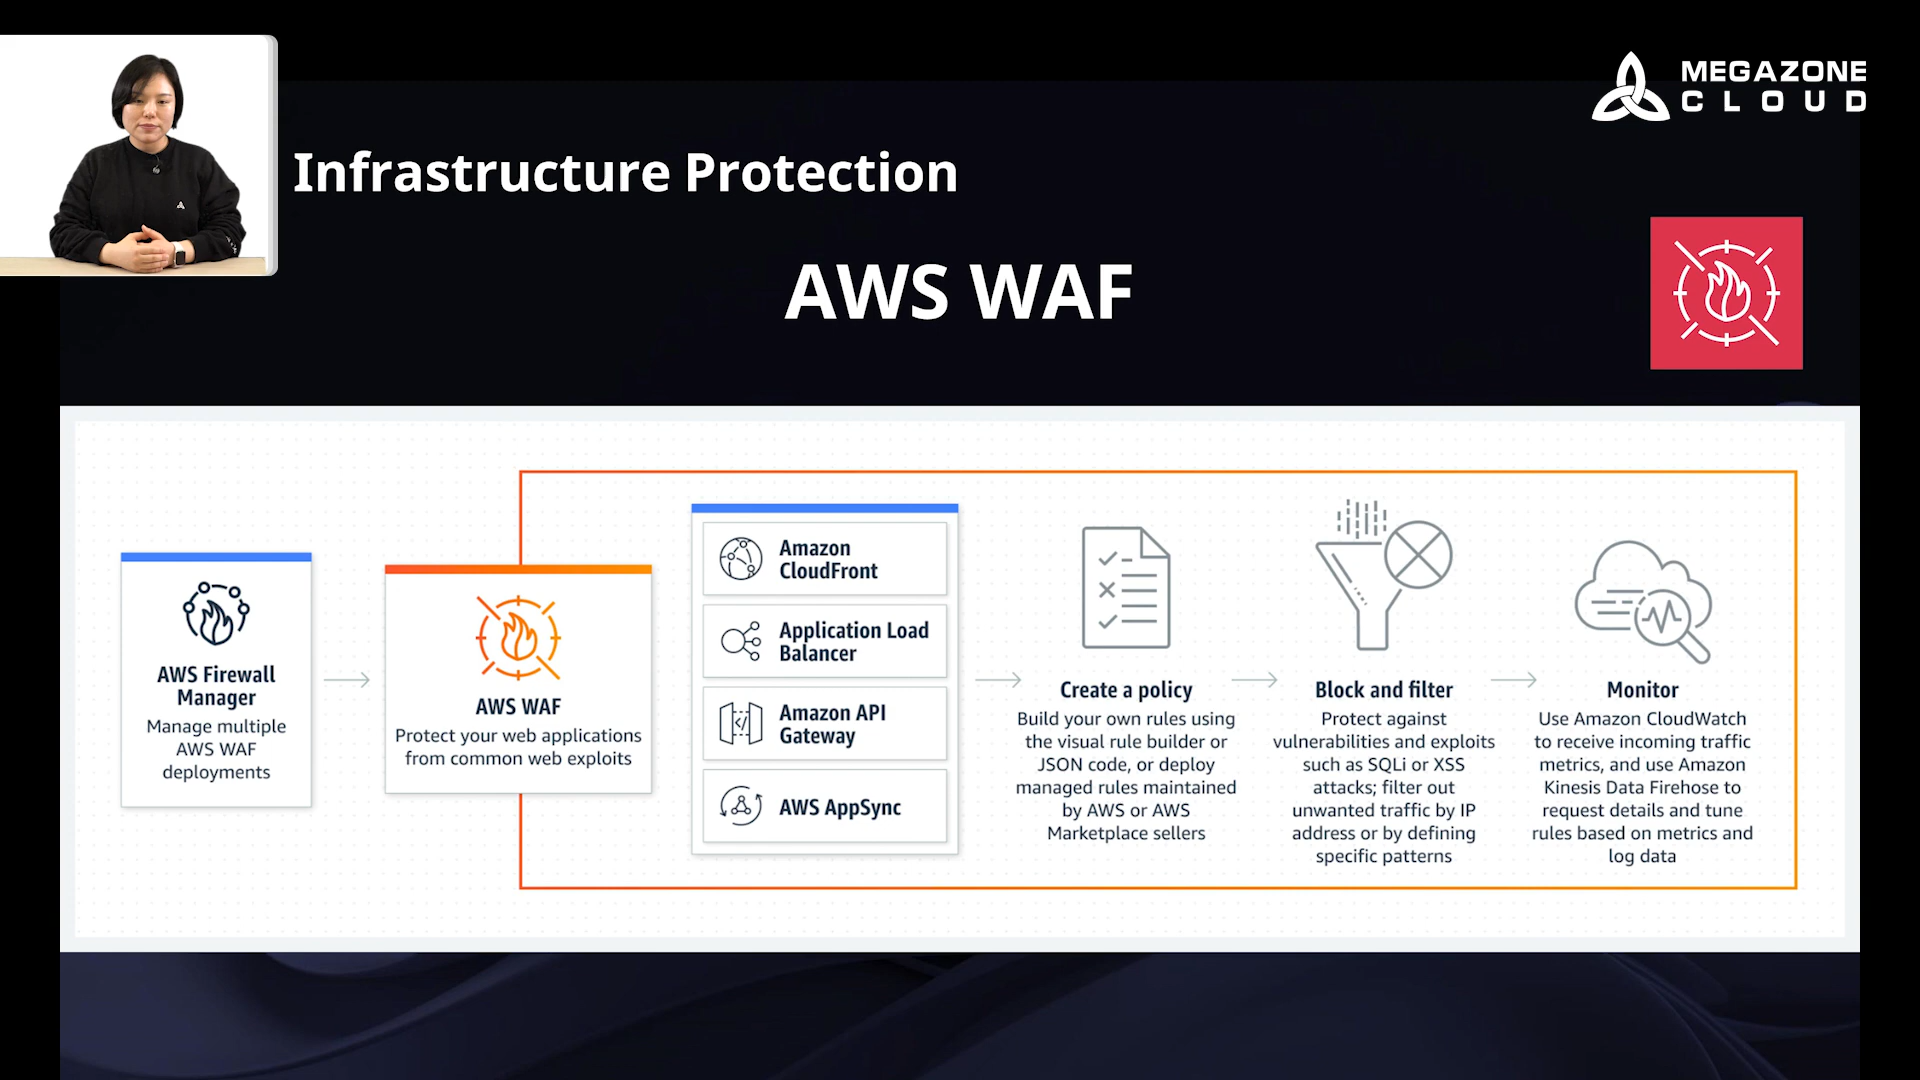 MEGAZONE
CLOUD
Infrastructure Protection
AWS WAF
AWS Firewall
Manager
Manage multiple
AWS WAF
deployments
AWS WAF
Protect your web applications
from common web exploits
Amazon
CloudFront
Application Load
Balancer
Amazon API
Gateway
AWS AppSync
Create a policy
Build your own rules using
the visual rule builder or
JSON code, or deploy
managed rules maintained
by AWS or AWS
Marketplace sellers
Block and filter
Protect against
vulnerabilities and exploits
such as SQLi or XSS
attacks; filter out
unwanted traffic by IP
address or by defining
specific patterns
Monitor
Use Amazon CloudWatch
to receive incoming traffic
metrics, and use Amazon
Kinesis Data Firehose to
request details and tune
rules based on metrics and
log data